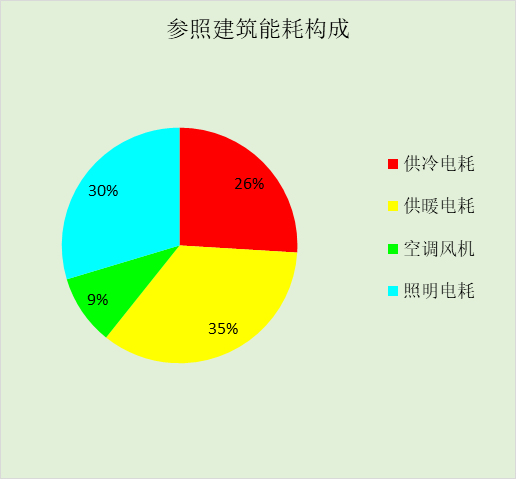 参照建筑能耗构成
26%
35%
9%
30%
供冷电耗
供暖电耗
空调风机
照明电耗